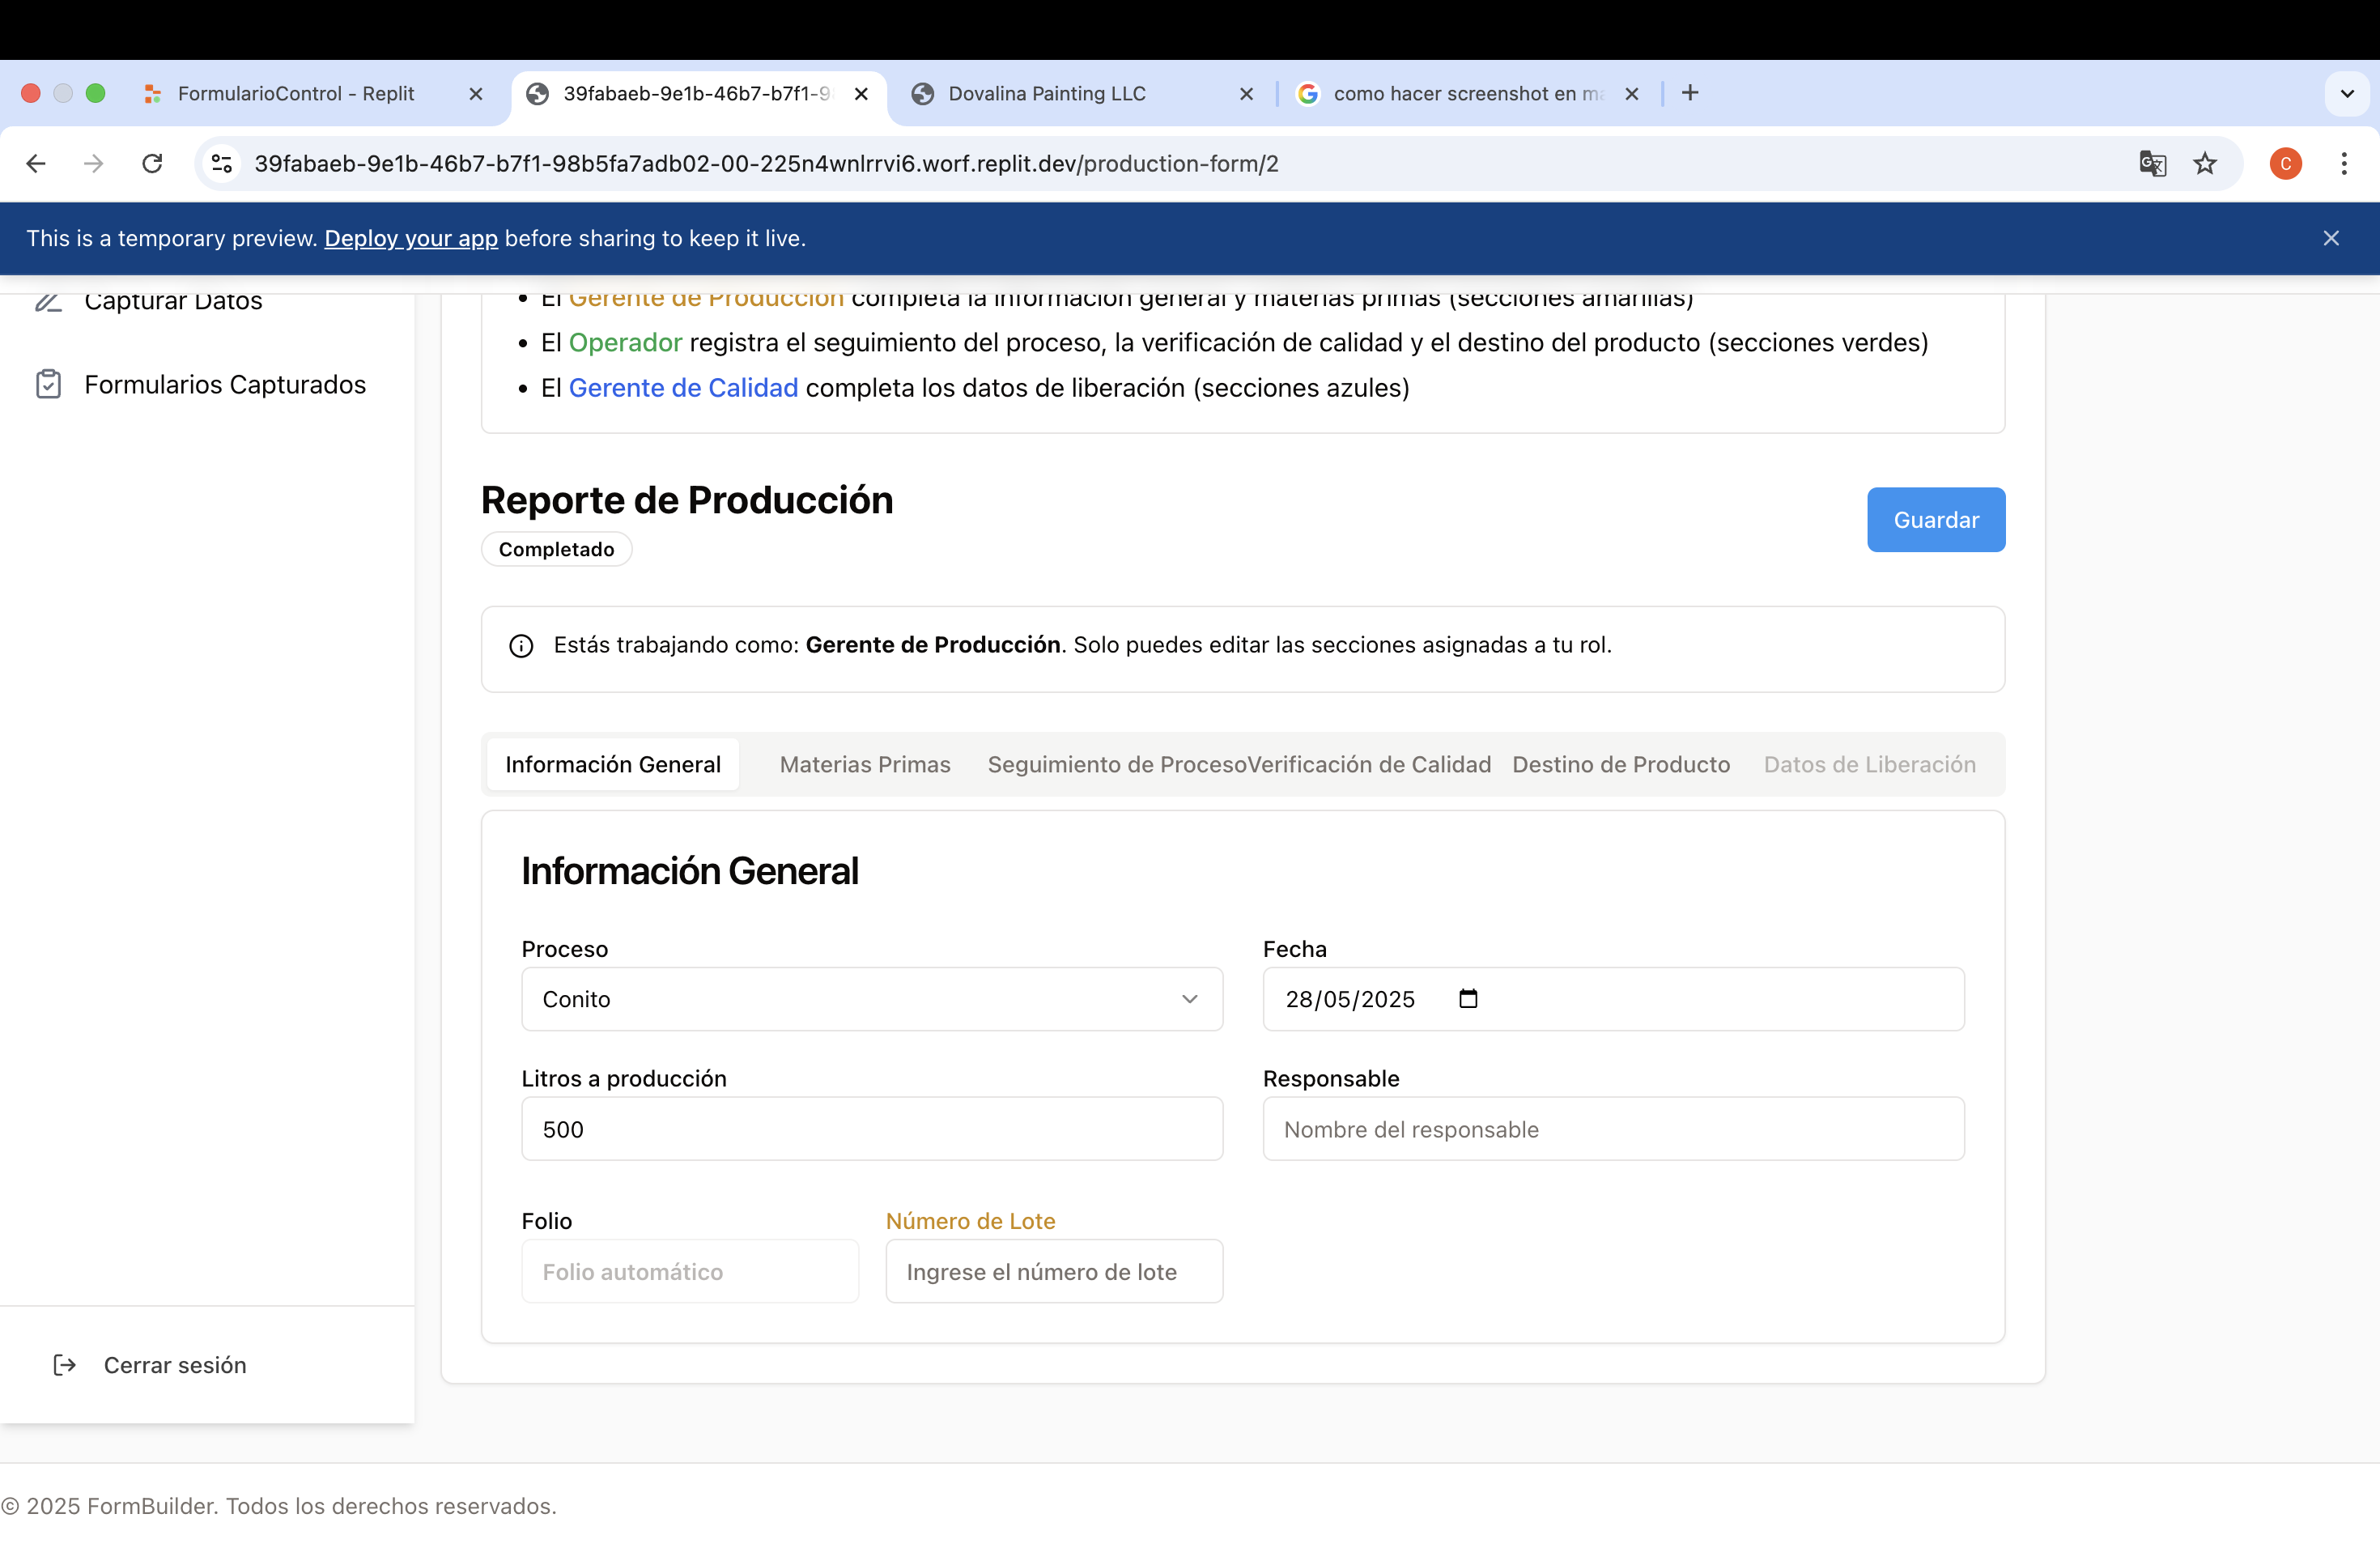 FormularioControl - Replit
39fabaeb-9e1b-46b7-b7f1-9
Dovalina Painting LLC
como hacer screenshot en ma
39fabaeb-9e1b-46b7-b7f1-98b5fa7adb02-00-225n4wnlrrvi6.worf.replit.dev/production-form/2
C
This is a temporary preview. Deploy your app before sharing to keep it live.
Capturar Datos
Formularios Capturados
• El Gerente de Producción completa la información general y materias primas (secciones amarillas)
• El Operador registra el seguimiento del proceso, la verificación de calidad y el destino del producto (secciones verdes)
• El Gerente de Calidad completa los datos de liberación (secciones azules)
Reporte de Producción
Guardar
Completado
Estás trabajando como: Gerente de Producción. Solo puedes editar las secciones asignadas a tu rol.
Información General Materias Primas Seguimiento de Proceso Verificación de Calidad Destino de Producto Datos de Liberación
Información General
Proceso Fecha
Conito 28/05/2025
Litros a producción Responsable
500 Nombre del responsable
Folio Número de Lote
Folio automático Ingrese el número de lote
Cerrar sesión
© 2025 FormBuilder. Todos los derechos reservados.